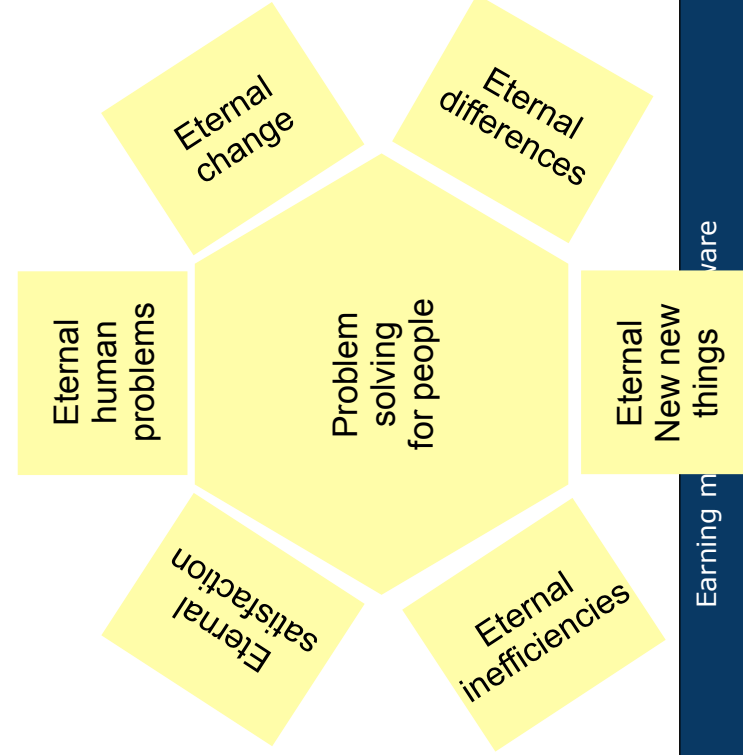 Eternal
human
problems
Eternal
satisfaction
Eternal
change
Problem
solving
for people
Eternal
inefficiencies
Eternal
differences
Eternal
New new
things
Earning